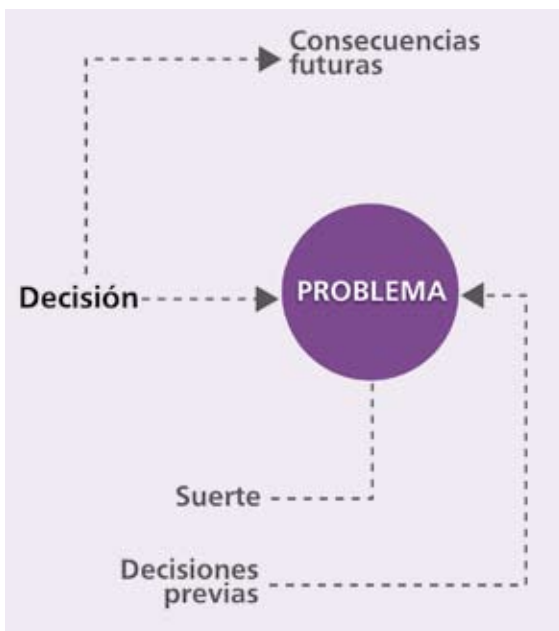 Consecuencias
futuras
PROBLEMA
Decisión
Suerte
Decisiones
previas